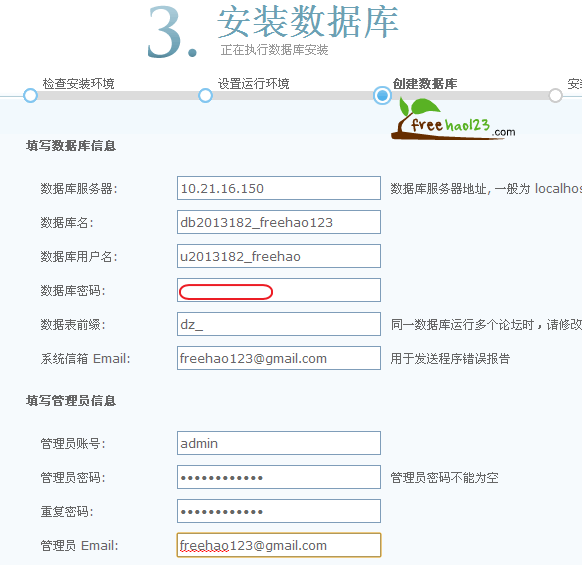 3. 安装数据库
正在执行数据库安装
检查安装环境 设置运行环境 创建数据库 安
freehao123.com
填写数据库信息
数据库服务器: 10.21.16.150 数据库服务器地址, 一般为 localhos
数据库名: db2013182_freehao123
数据库用户名: u2013182_freehao
数据库密码:
数据表前缀: dz_ 同一数据库运行多个论坛时，请修改
系统信箱 Email: freehao123@gmail.com 用于发送程序错误报告
填写管理员信息
管理员账号: admin
管理员密码: •••••••••••• 管理员密码不能为空
重复密码: ••••••••••••
管理员 Email: freehao123@gmail.com